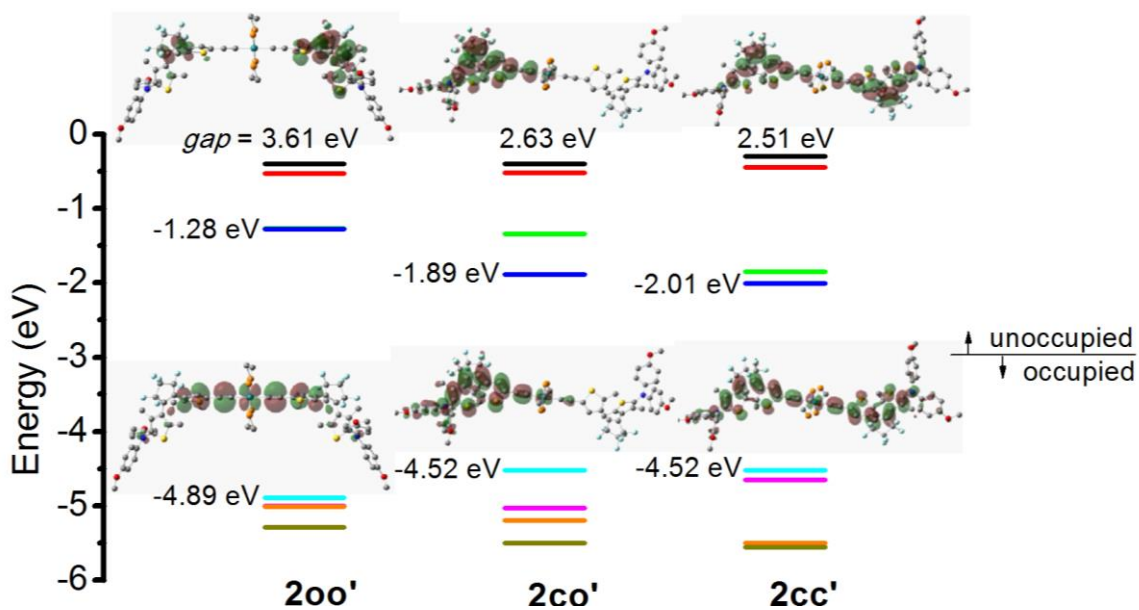 0
gap = 3.61 eV
2.63 eV
2.51 eV
-1
-1.28 eV
-1.89 eV
-2
-2.01 eV
-3
unoccupied
occupied
-4
-4.52 eV
-4.52 eV
-4.89 eV
-5
-6
Energy (eV)
2oo'
2co'
2cc'